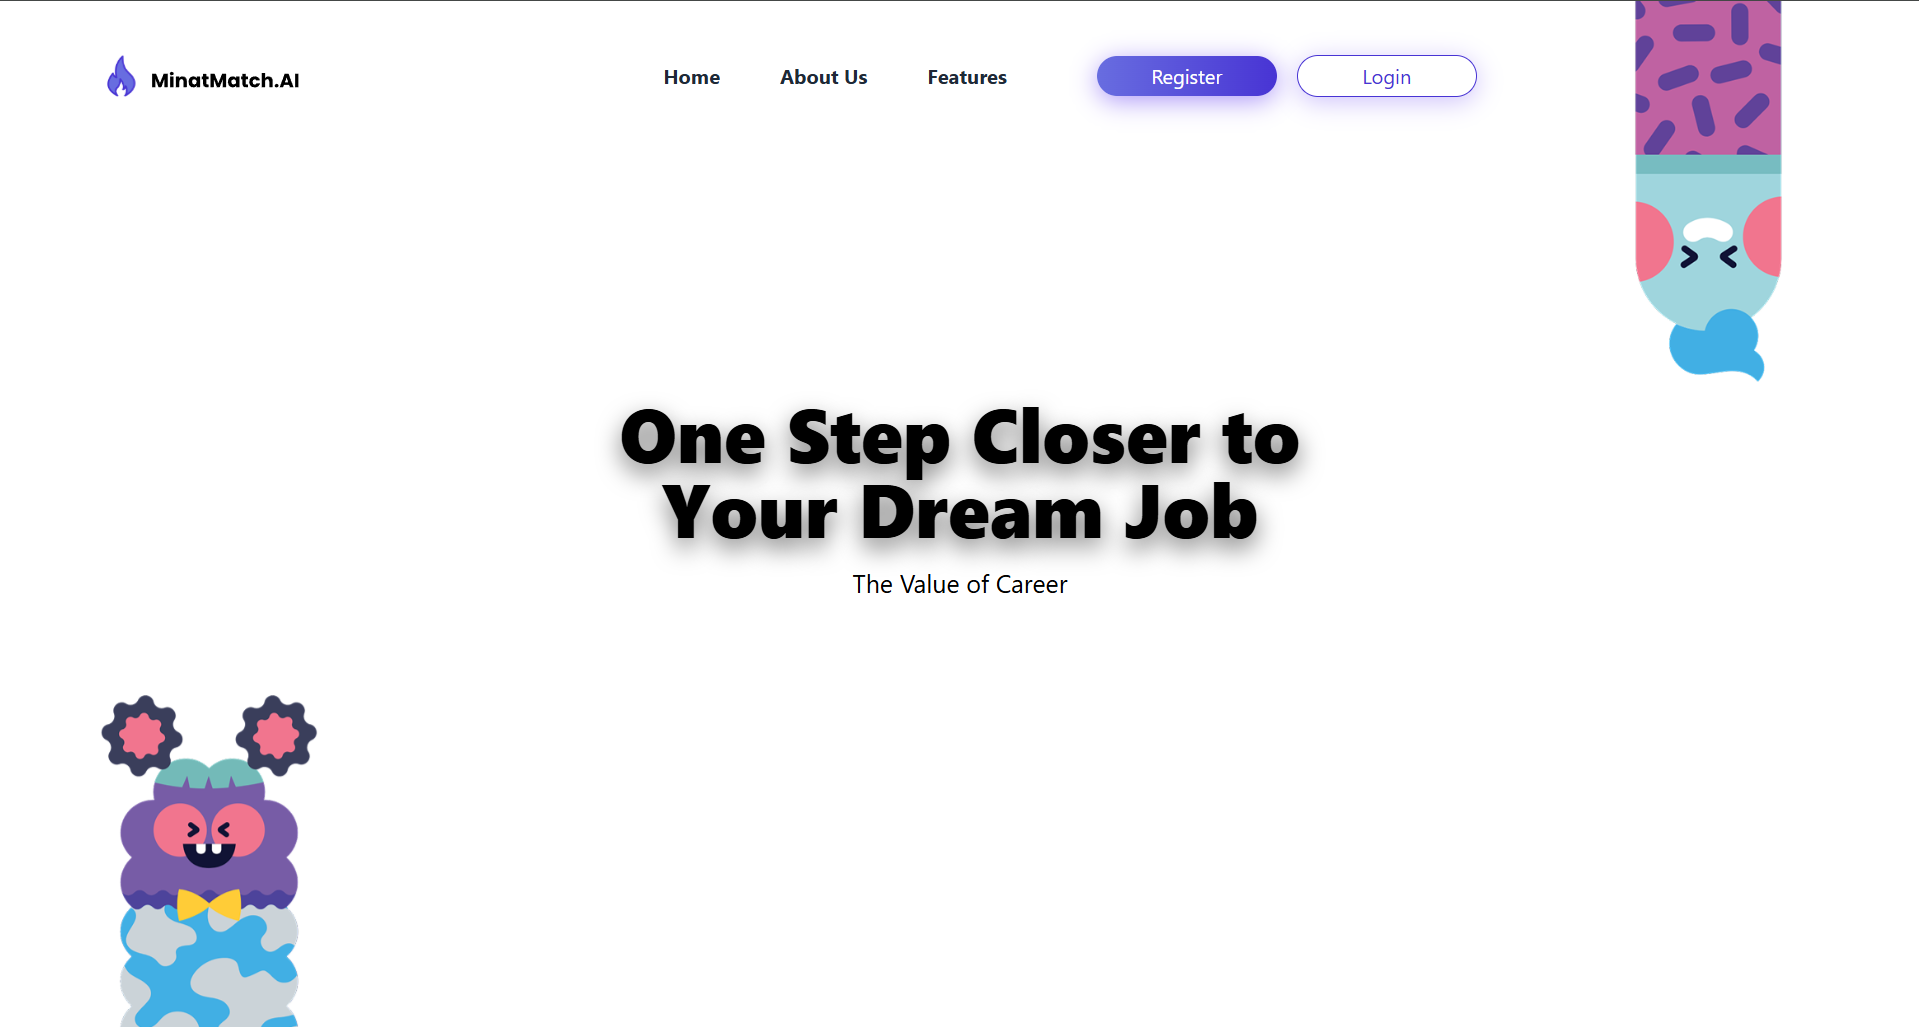 MinatMatch.AI
Home
About Us
Features
Register
Login
One Step Closer to
Your Dream Job
The Value of Career